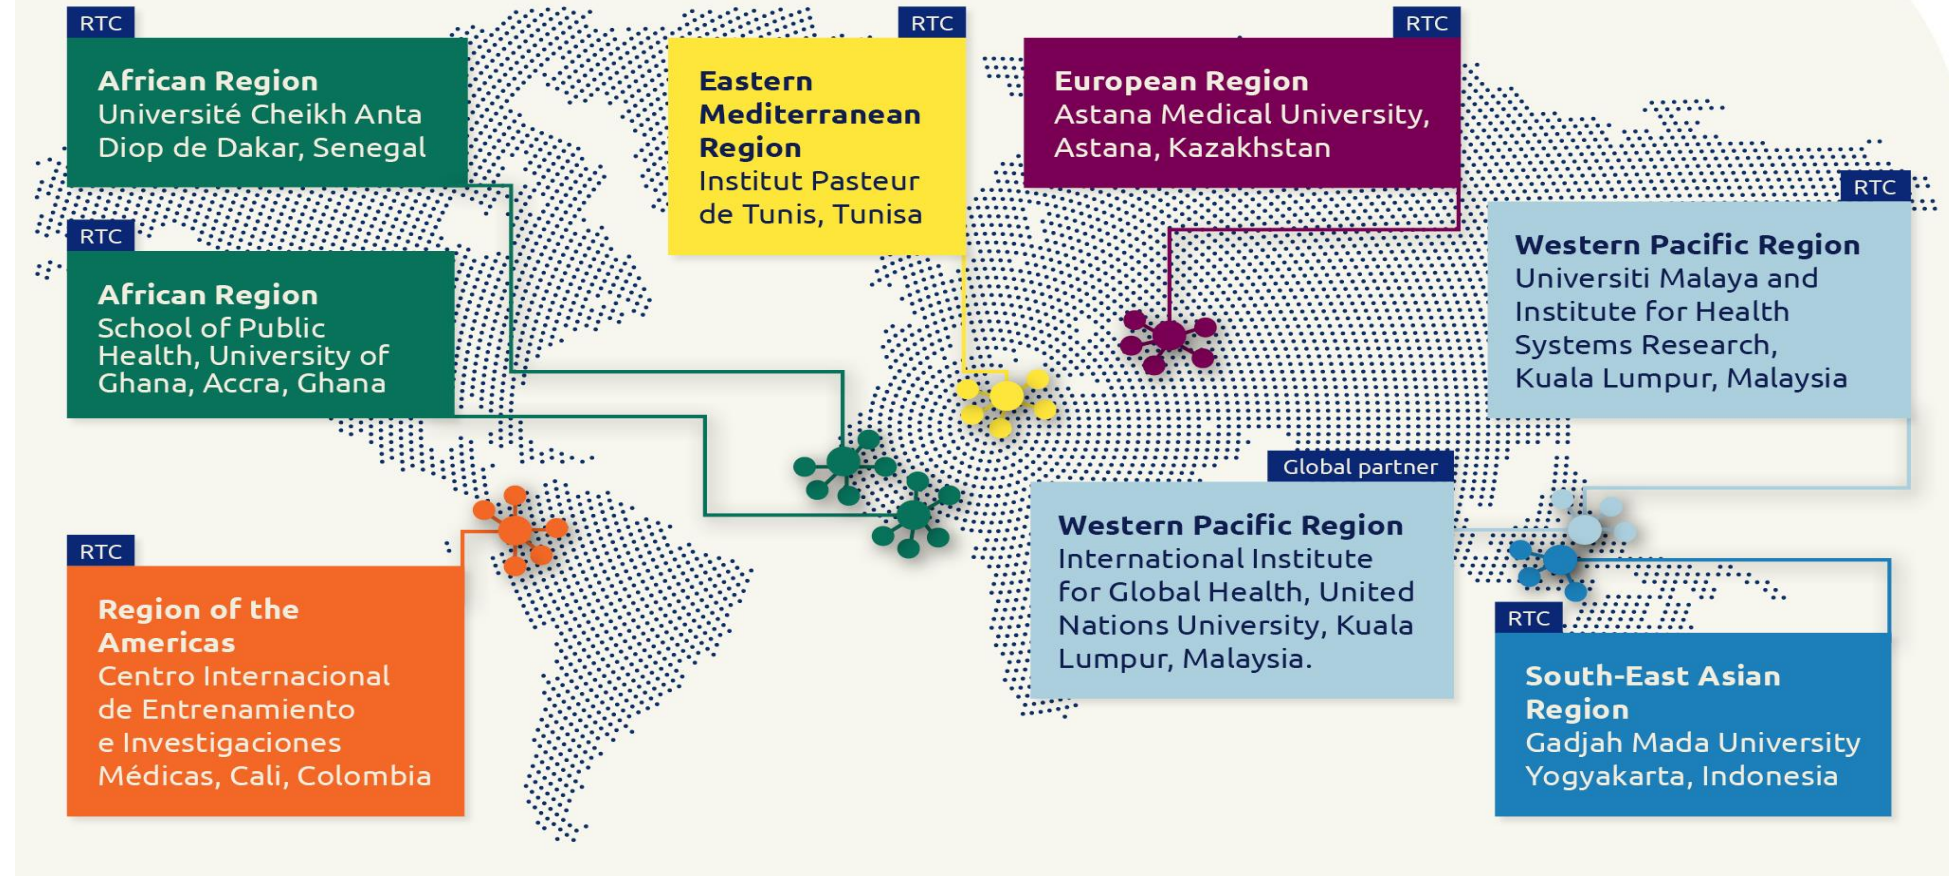 RTC
African Region
Université Cheikh Anta
Diop de Dakar, Senegal
RTC
Eastern
Mediterranean
Region
Institut Pasteur
de Tunis, Tunisa
RTC
European Region
Astana Medical University,
Astana, Kazakhstan
RTC
Western Pacific Region
Universiti Malaya and
Institute for Health
Systems Research,
Kuala Lumpur, Malaysia
RTC
African Region
School of Public
Health, University of
Ghana, Accra, Ghana
Global partner
Western Pacific Region
International Institute
for Global Health, United
Nations University, Kuala
Lumpur, Malaysia.
RTC
Region of the
Americas
Centro Internacional
de Entrenamiento
e Investigaciones
Médicas, Cali, Colombia
RTC
South-East Asian
Region
Gadjah Mada University
Yogyakarta, Indonesia